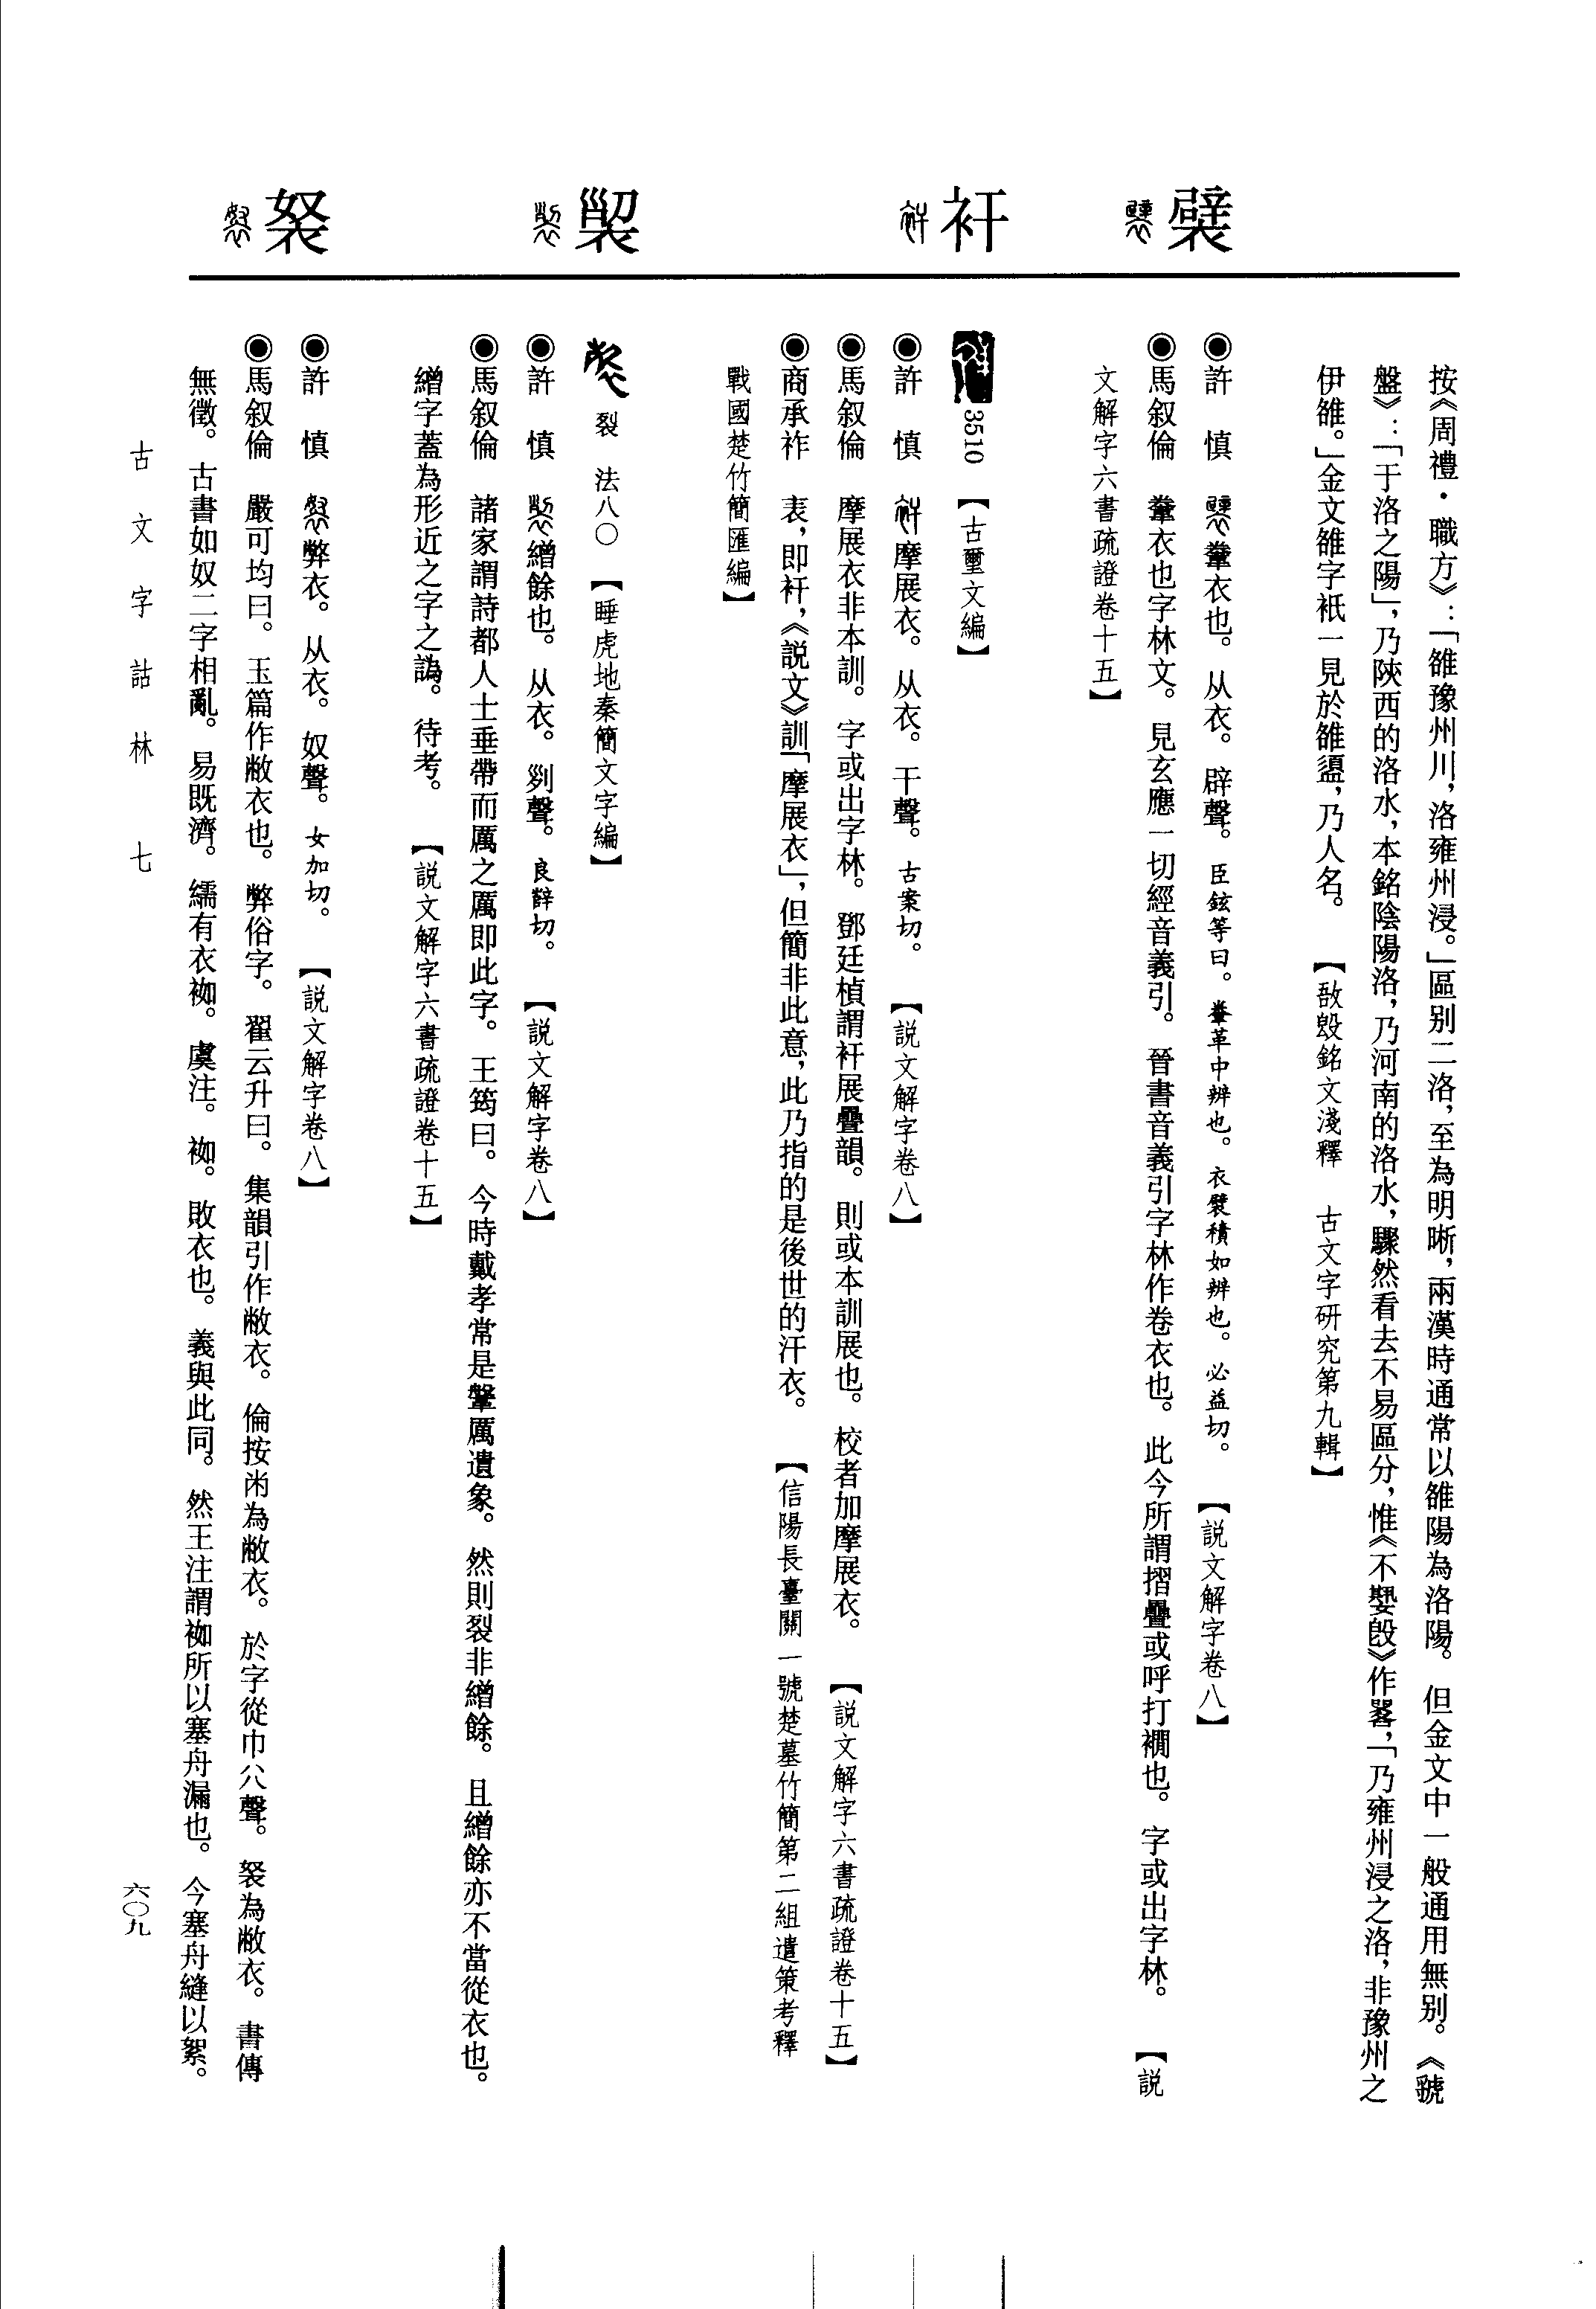 襞
衦
裂
袃
按《周禮·職方》：「雒豫州川，洛雍州浸。」區别二洛，至為明晰，兩漢時通常以雒陽為洛陽。但金文中一般通用無别。《虢
盤》：「于洛之陽」，乃陝西的洛水，本銘陰陽洛，乃河南的洛水，驟然看去不易區分，惟《不𡢁𣪘》作㗉，「乃雍州浸之洛，非豫州之
伊雒。」金文雒字祇一見於雒盨，乃人名。 【敔𣪘銘文淺釋 古文字研究第九輯】
◉許 慎 襞韏衣也。从衣。辟聲。臣鉉等曰。韏革中辨也。衣襞積如辨也。必益切。 【説文解字卷八】
◉馬叙倫 韏衣也字林文。見玄應一切經音義引。晉書音義引字林作卷衣也。此今所謂摺疊或呼打襉也。字或出字林。 【説
文解字六書疏證卷十五】
3510 【古璽文編】
◉許 慎 衦摩展衣。从衣。干聲。古案切。 【説文解字卷八】
◉馬叙倫 摩展衣非本訓。字或出字林。鄧廷楨謂衦展疊韻。則或本訓展也。校者加摩展衣。 【説文解字六書疏證卷十五】
◉商承祚 衺，即衦，《説文》訓「摩展衣」，但簡非此意，此乃指的是後世的汗衣。 【信陽長臺關一號楚墓竹簡第二組遣策考釋
戰國楚竹簡匯編】
裂 法八〇 【睡虎地秦簡文字編】
◉許 慎 裂繒餘也。从衣。𠛱聲。良辥切。 【説文解字卷八】
◉馬叙倫 諸家謂詩都人士垂帶而厲之厲即此字。王筠曰。今時戴孝常是鞶厲遺象。然則裂非繒餘。且繒餘亦不當從衣也。
繒字蓋為形近之字之譌。待考。 【説文解字六書疏證卷十五】
◉許 慎 弊衣。从衣。奴聲。女加切。 【説文解字卷八】
◉馬叙倫 嚴可均曰。玉篇作敝衣也。弊俗字。翟云升曰。集韻引作敝衣。倫按㡀為敝衣。於字從巾㕣聲。袃為敝衣。書傳
無徵。古書如奴二字相亂。易既濟。繻有衣袽。虞注。袽。敗衣也。義與此同。然王注謂袽所以塞舟漏也。今塞舟縫以絮。
古文字詁林 七
六〇九